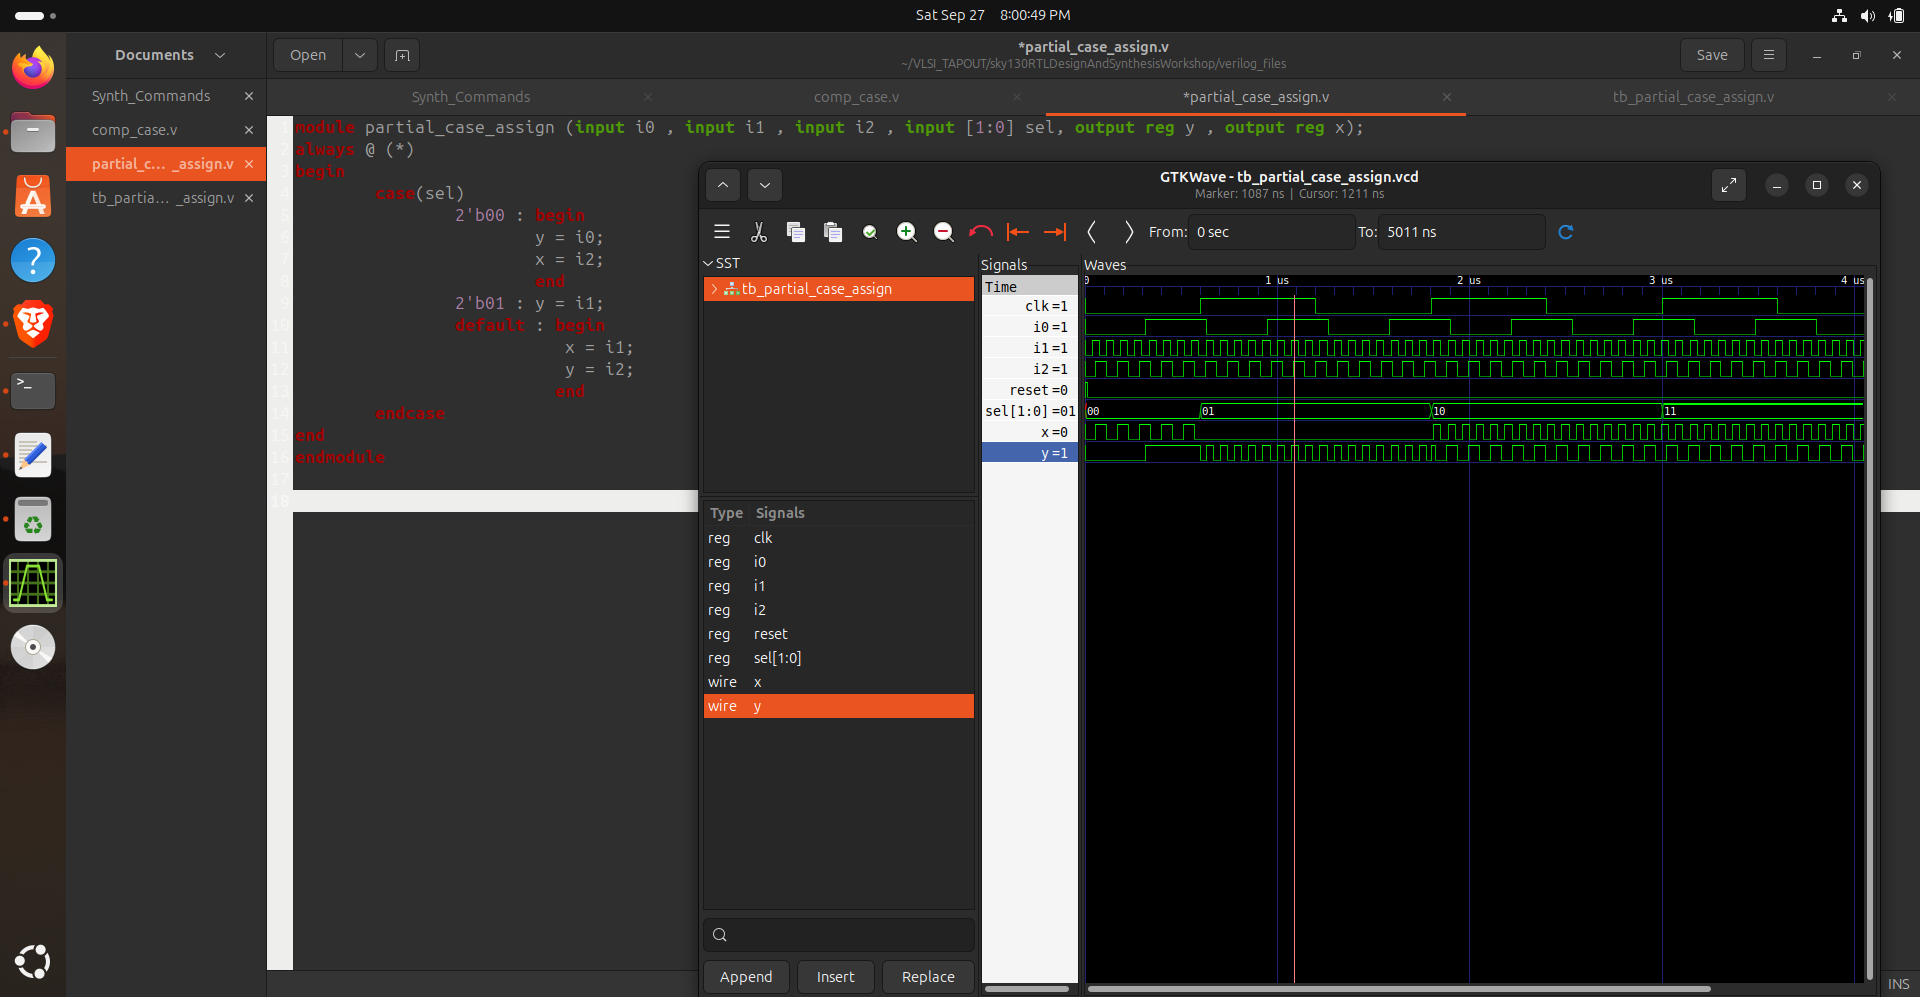 Sat Sep 27 8:00:49 PM
Documents
Open
*partial_case_assign.v
~/VLSI_TAPOUT/sky130RTLDesignAndSynthesisWorkshop/verilog_files
Save
Synth_Commands
comp_case.v
partial_c... _assign.v
tb_partia... _assign.v
Synth_Commands
comp_case.v
*partial_case_assign.v
tb_partial_case_assign.v
1 module partial_case_assign (input i0 , input i1 , input i2 , input [1:0] sel, output reg y , output reg x);
2 always @ (*)
3 begin
4 case(sel)
5 2'b00 : begin
6 y = i0;
7 x = i2;
8 end
9 2'b01 : y = i1;
10 default : begin
11 x = i1;
12 y = i2;
13 end
14 endcase
15 end
16 endmodule
17
18
GTKWave - tb_partial_case_assign.vcd
Marker: 1087 ns | Cursor: 1211 ns
From: 0 sec
To: 5011 ns
SST
tb_partial_case_assign
Type Signals
reg clk
reg i0
reg i1
reg i2
reg reset
reg sel[1:0]
wire x
wire y
Append
Insert
Replace
Signals
Time
clk=1
i0=1
i1=1
i2=1
reset=0
sel[1:0]=01
x=0
y=1
Waves
0 1 us 2 us 3 us 4 us
00 01 10 11
INS